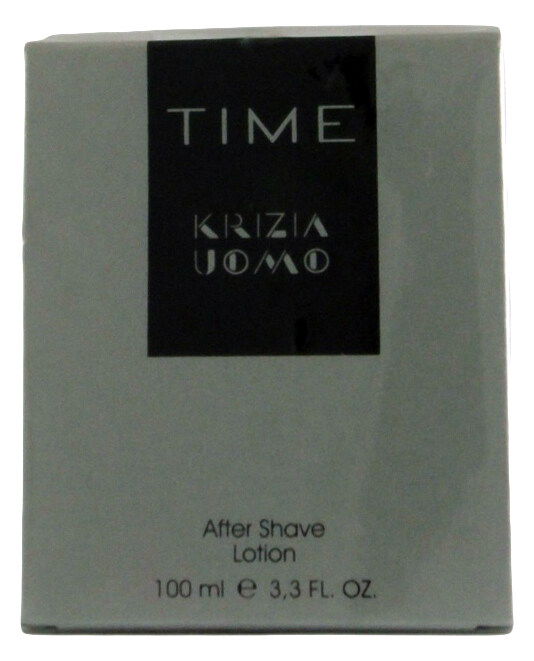 TIME
KRIZIA
UOMO
After Shave
Lotion
100 ml ℮ 3,3 FL. OZ.